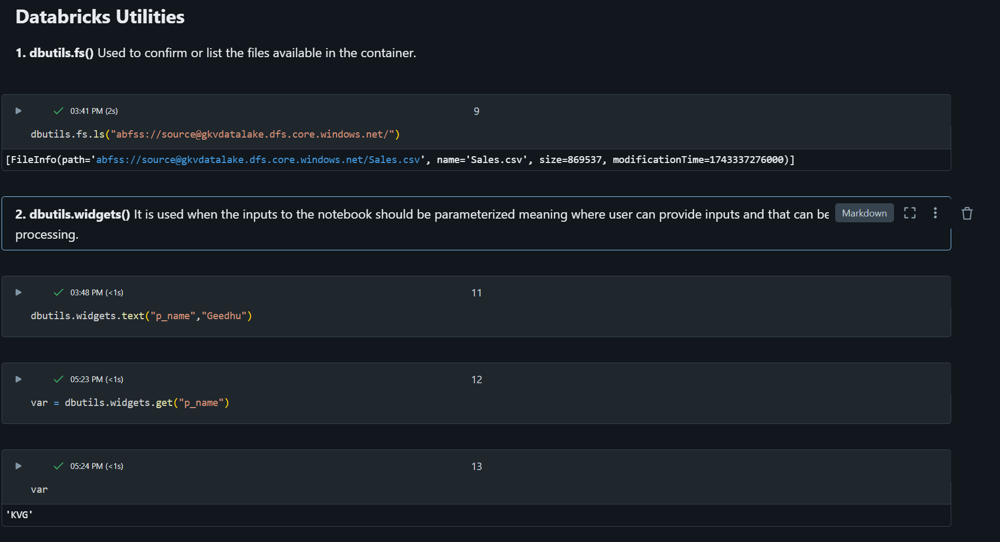 Databricks Utilities
1. dbutils.fs() Used to confirm or list the files available in the container.
03:41 PM (2s)
9
dbutils.fs.ls("abfss://source@gkvdatalake.dfs.core.windows.net/")
[FileInfo(path='abfss://source@gkvdatalake.dfs.core.windows.net/Sales.csv', name='Sales.csv', size=869537, modificationTime=1743337276000)]
2. dbutils.widgets() It is used when the inputs to the notebook should be parameterized meaning where user can provide inputs and that can be
Markdown
processing.
03:48 PM (<1s)
11
dbutils.widgets.text("p_name","Geedhu")
05:23 PM (<1s)
12
var = dbutils.widgets.get("p_name")
05:24 PM (<1s)
13
var
'KVG'